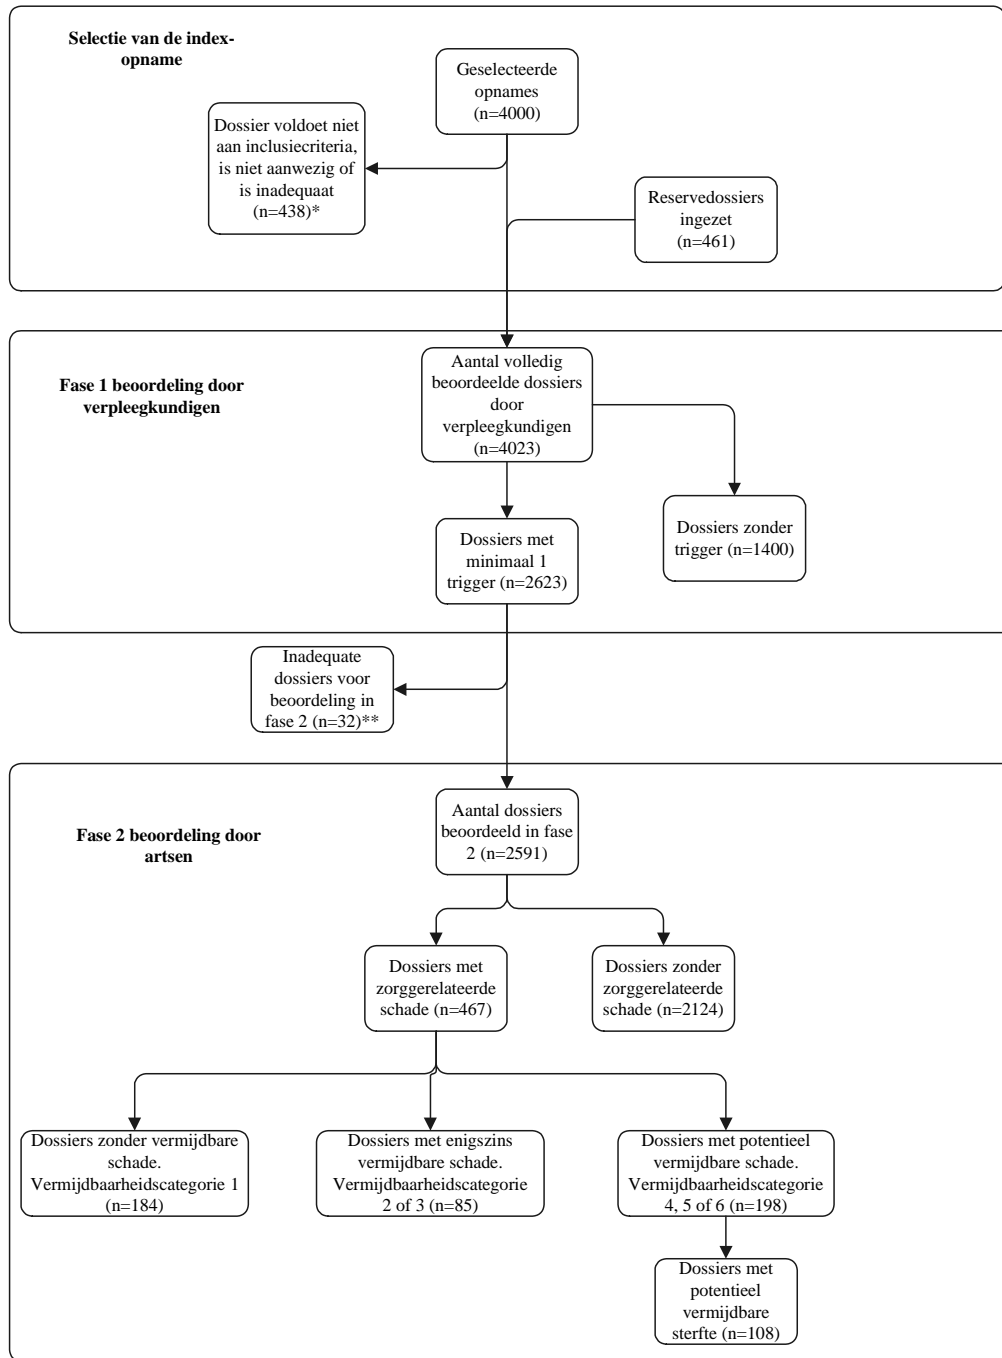 Selectie van de index-
opname
Geselecteerde
opnames
(n=4000)
Dossier voldoet niet
aan inclusiecriteria,
is niet aanwezig of
is inadequaat
(n=438)*
Reservedossiers
ingezet
(n=461)
Fase 1 beoordeling door
verpleegkundigen
Aantal volledig
beoordeelde dossiers
door
verpleegkundigen
(n=4023)
Dossiers met
minimaal 1
trigger (n=2623)
Dossiers zonder
trigger (n=1400)
Inadequate
dossiers voor
beoordeling in
fase 2 (n=32)**
Fase 2 beoordeling door
artsen
Aantal dossiers
beoordeeld in fase
2 (n=2591)
Dossiers met
zorggerelateerde
schade (n=467)
Dossiers zonder
zorggerelateerde
schade (n=2124)
Dossiers zonder vermijdbare
schade.
Vermijdbaarheidscategorie 1
(n=184)
Dossiers met enigszins
vermijdbare schade.
Vermijdbaarheidscategorie
2 of 3 (n=85)
Dossiers met potentieel
vermijdbare schade.
Vermijdbaarheidscategorie
4, 5 of 6 (n=198)
Dossiers met
potentieel
vermijdbare
sterfte (n=108)